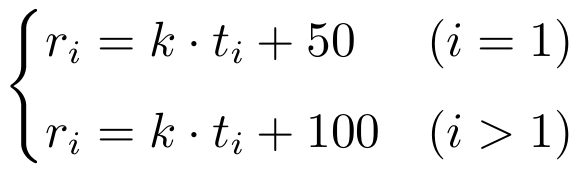 r_i = k · t_i + 50 (i = 1)
r_i = k · t_i + 100 (i > 1)